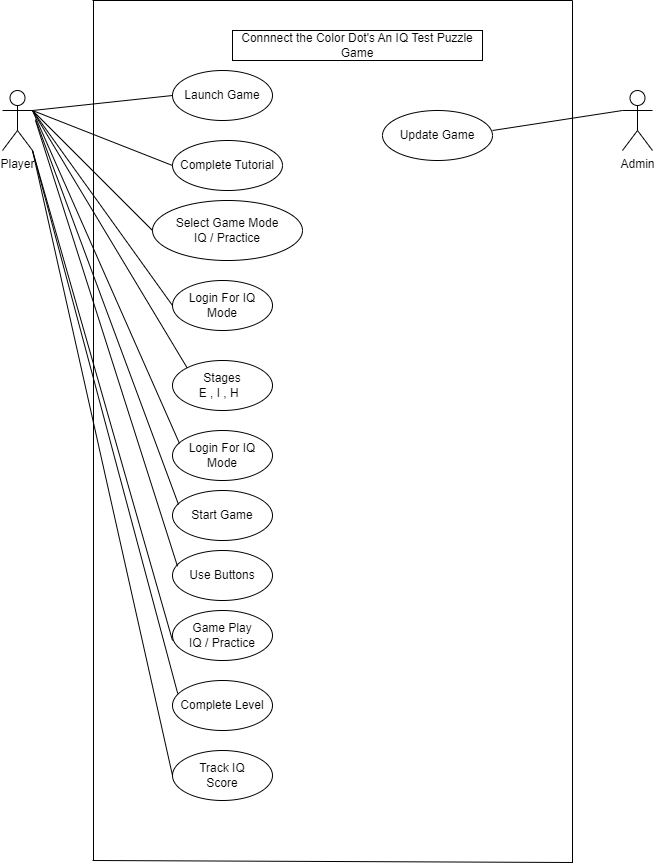 Connnect the Color Dot's An IQ Test Puzzle
Game
Launch Game
Update Game
Complete Tutorial
Player
Admin
Select Game Mode
IQ / Practice
Login For IQ
Mode
Stages
E , I , H
Login For IQ
Mode
Start Game
Use Buttons
Game Play
IQ / Practice
Complete Level
Track IQ
Score